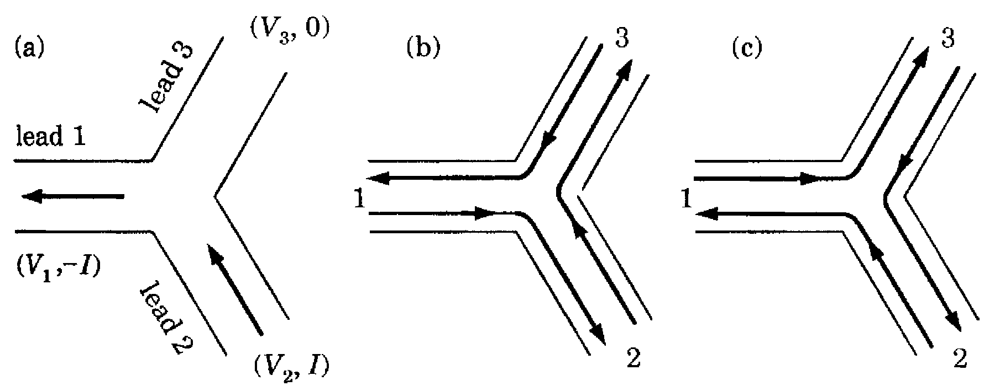 (a)
lead 3
(V₃, 0)
lead 1
(V₁,-I)
lead 2
(V₂, I)
(b)
3
1
2
(c)
3
1
2